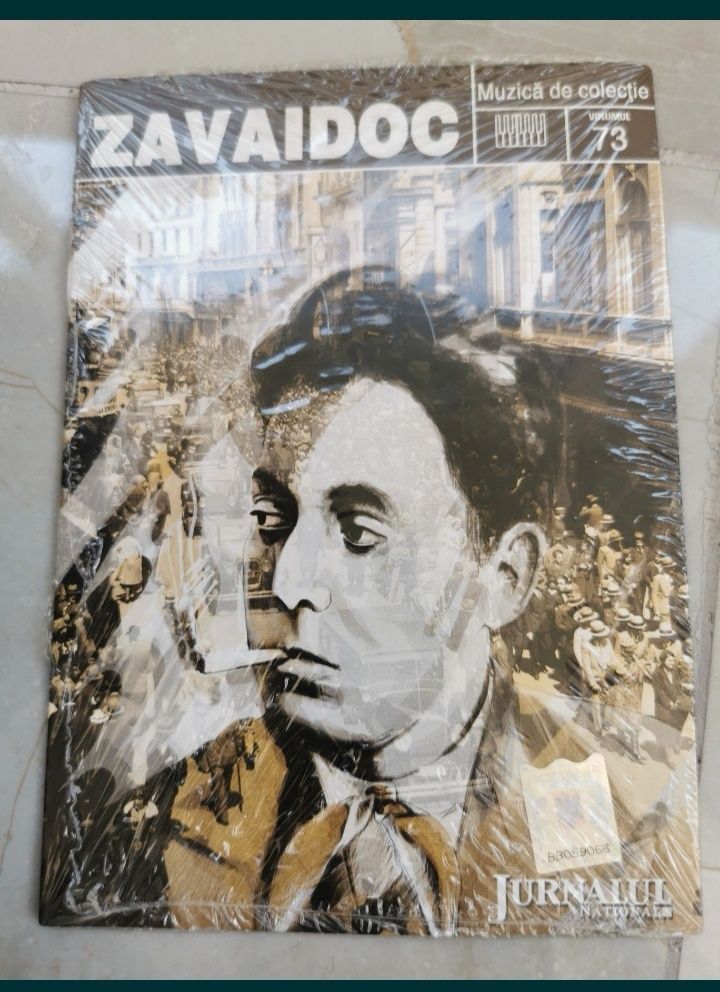 ZAVAIDOC
Muzică de colecție
VOLUMUL
73
JURNALUL
NAȚIONAL